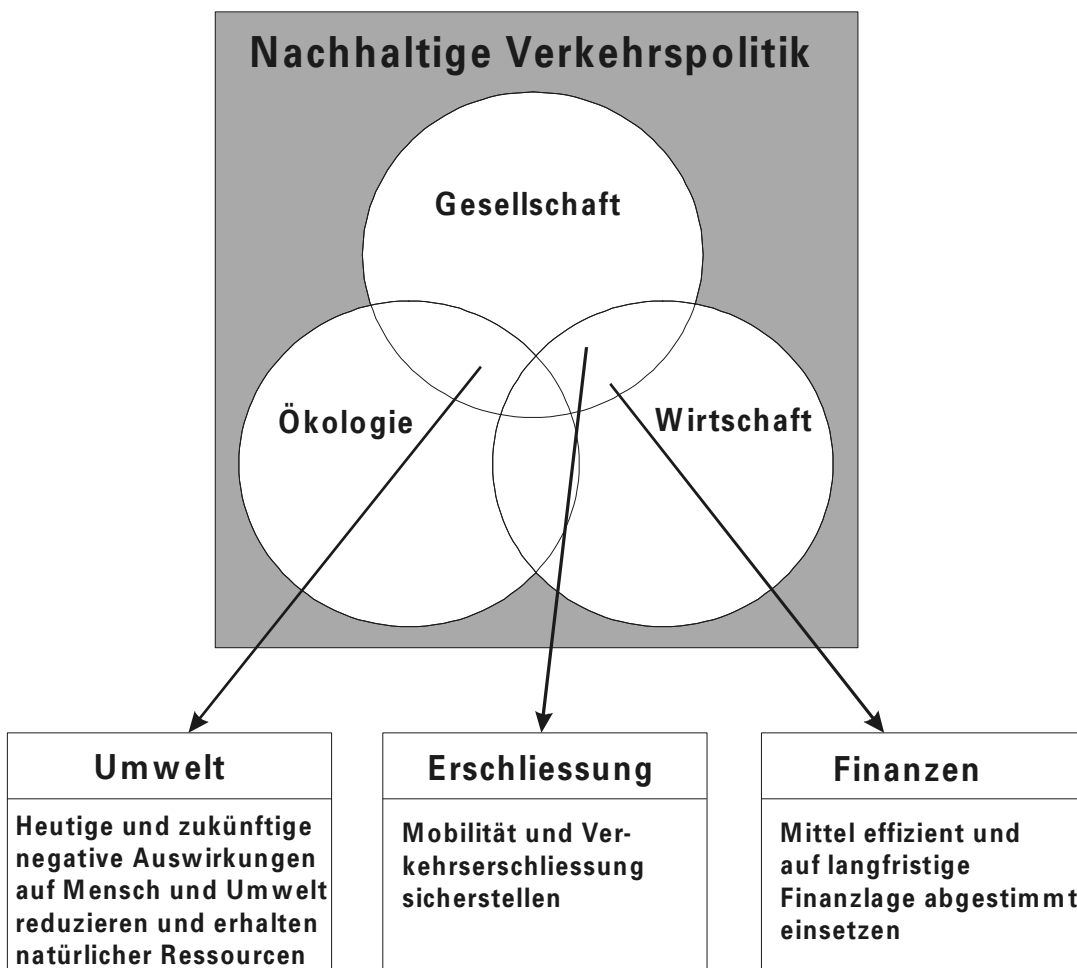 Nachhaltige Verkehrspolitik
Gesellschaft
Ökologie
Wirtschaft
Umwelt
Heutige und zukünftige
negative Auswirkungen
auf Mensch und Umwelt
reduzieren und erhalten
natürlicher Ressourcen
Erschliessung
Mobilität und Ver-
kehrserschliessung
sicherstellen
Finanzen
Mittel effizient und
auf langfristige
Finanzlage abgestimmt
einsetzen